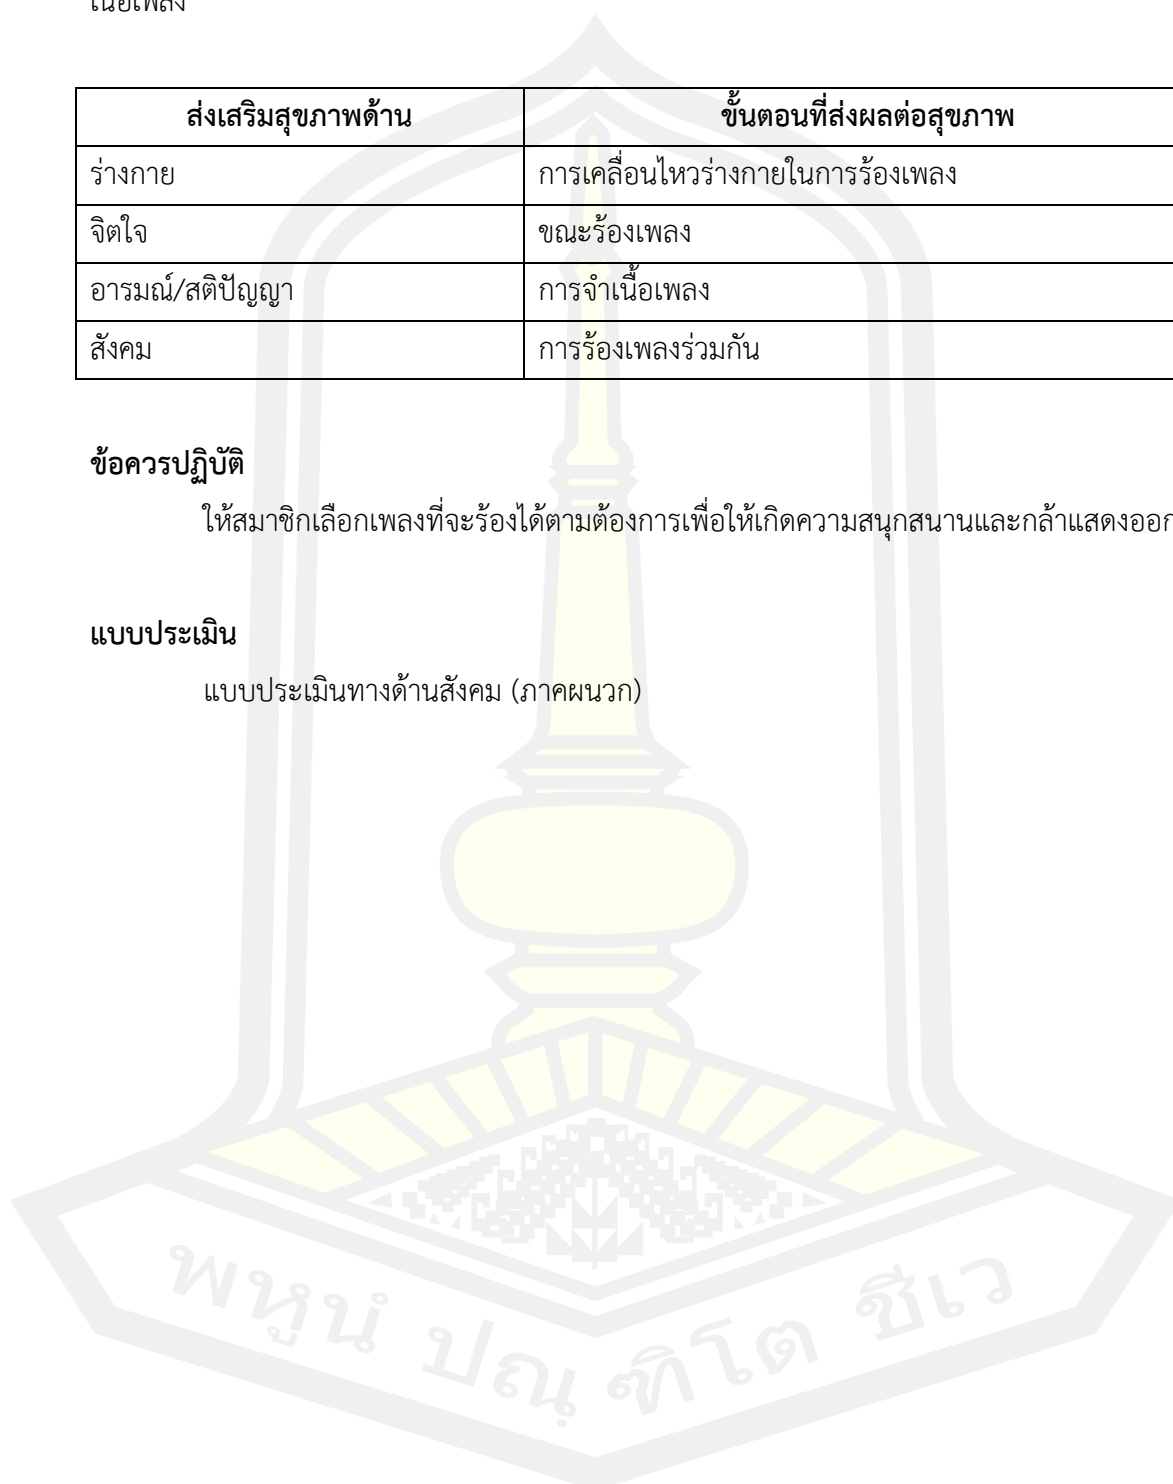 เนื้อเพลง
ส่งเสริมสุขภาพด้าน ขั้นตอนที่ส่งผลต่อสุขภาพ
ร่างกาย การเคลื่อนไหวร่างกายในการร้องเพลง
จิตใจ ขณะร้องเพลง
อารมณ์/สติปัญญา การจำเนื้อเพลง
สังคม การร้องเพลงร่วมกัน
ข้อควรปฏิบัติ
ให้สมาชิกเลือกเพลงที่จะร้องได้ตามต้องการเพื่อให้เกิดความสนุกสนานและกล้าแสดงออก
แบบประเมิน
แบบประเมินทางด้านสังคม (ภาคผนวก)
พหูนํ ปณฺฑิโต ชีเว